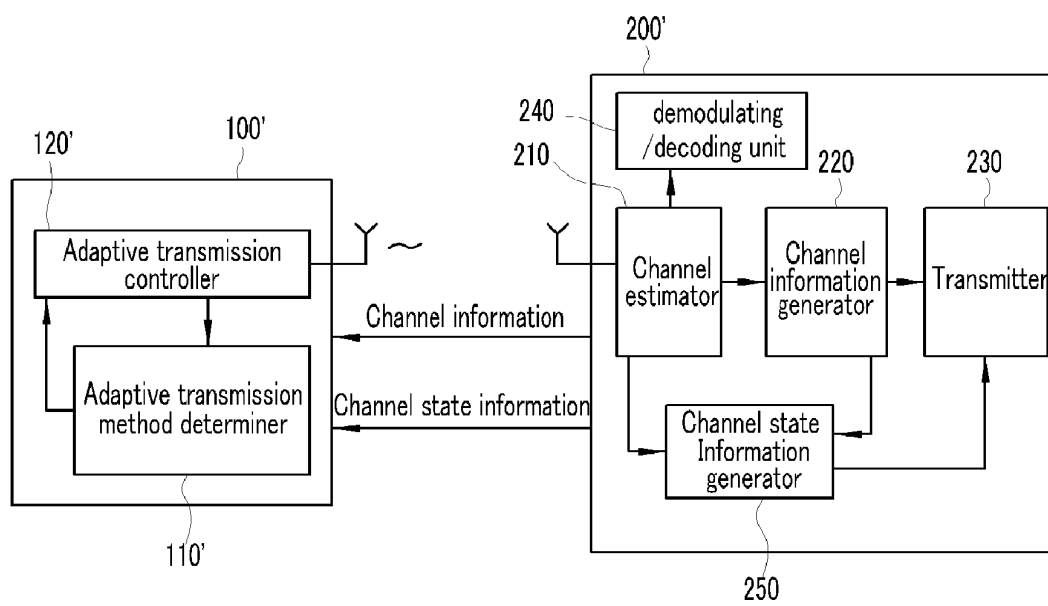 200'
240
demodulating
/decoding unit
120'
100'
210
220
230
Adaptive transmission
controller
Channel
estimator
Channel
information
generator
Transmitter
Channel information
Adaptive transmission
method determiner
Channel state information
Channel state
Information
generator
110'
250